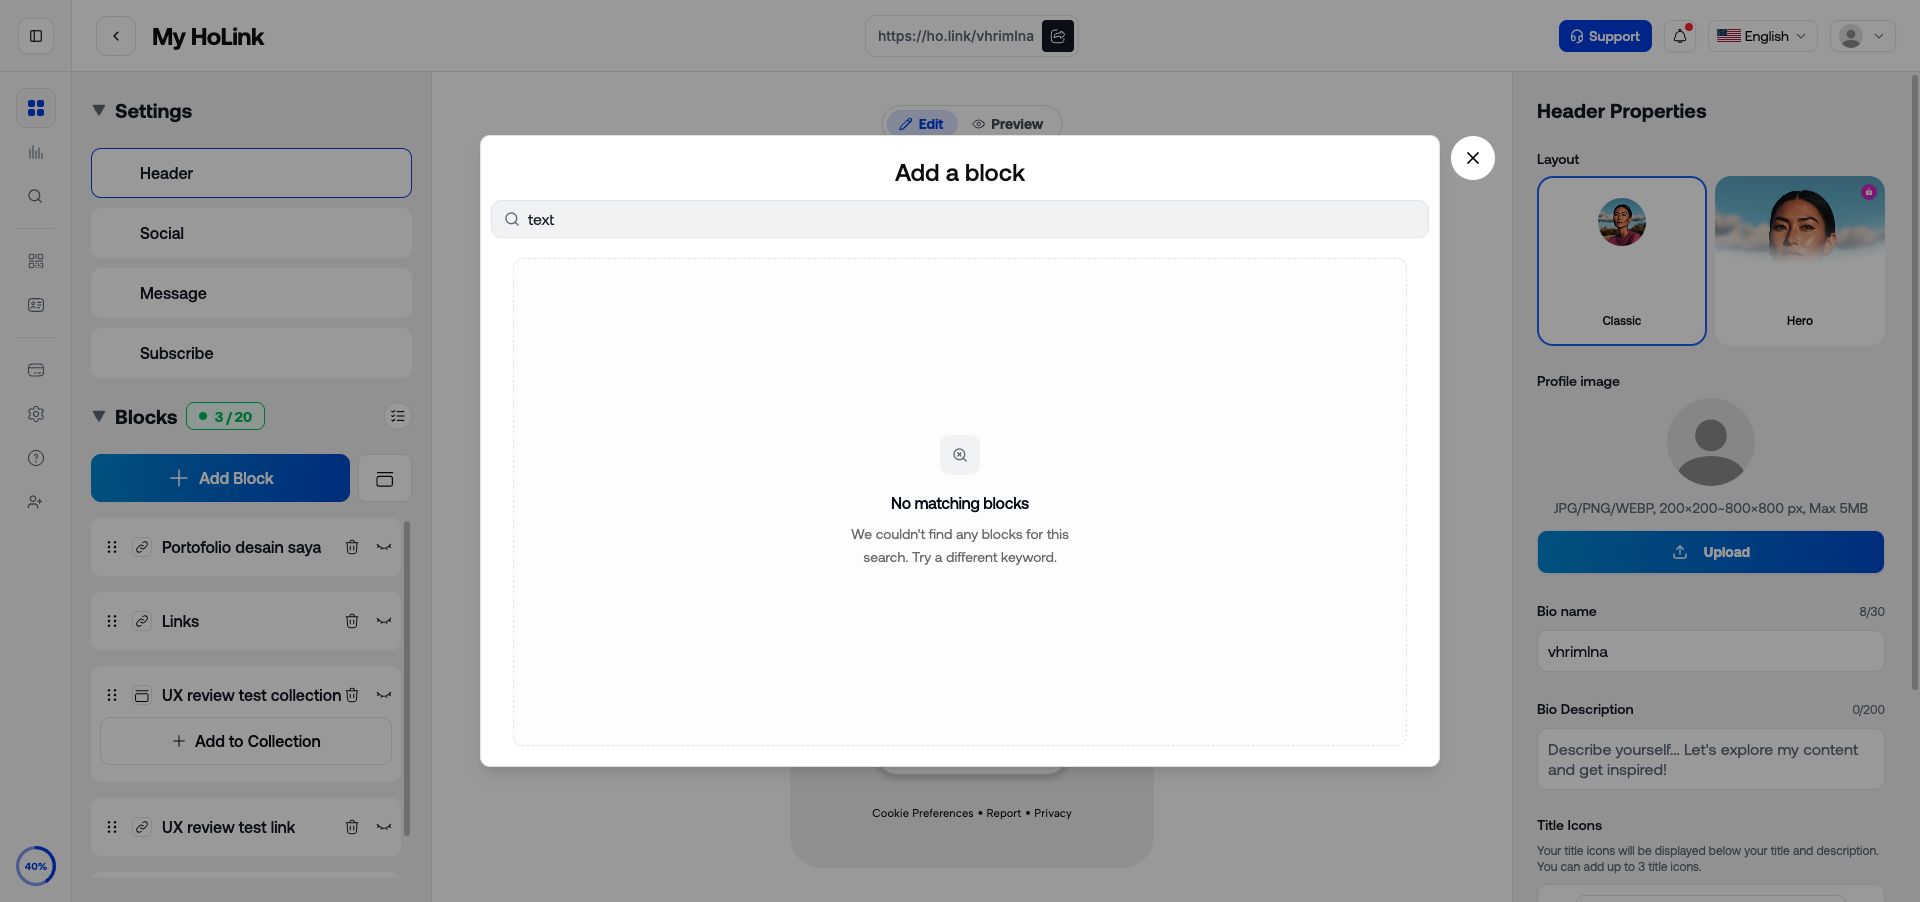 My HoLink
https://ho.link/vhrimlna
Support
English
Settings
Header
Social
Message
Subscribe
Blocks
3 / 20
Add Block
Portofolio desain saya
Links
UX review test collection
Add to Collection
UX review test link
40%
Edit
Preview
Add a block
text
No matching blocks
We couldn't find any blocks for this
search. Try a different keyword.
Cookie Preferences • Report • Privacy
Header Properties
Layout
Classic
Hero
Profile image
JPG/PNG/WEBP, 200×200–800×800 px, Max 5MB
Upload
Bio name
8/30
vhrimlna
Bio Description
0/200
Describe yourself... Let's explore my content
and get inspired!
Title Icons
Your title icons will be displayed below your title and description.
You can add up to 3 title icons.